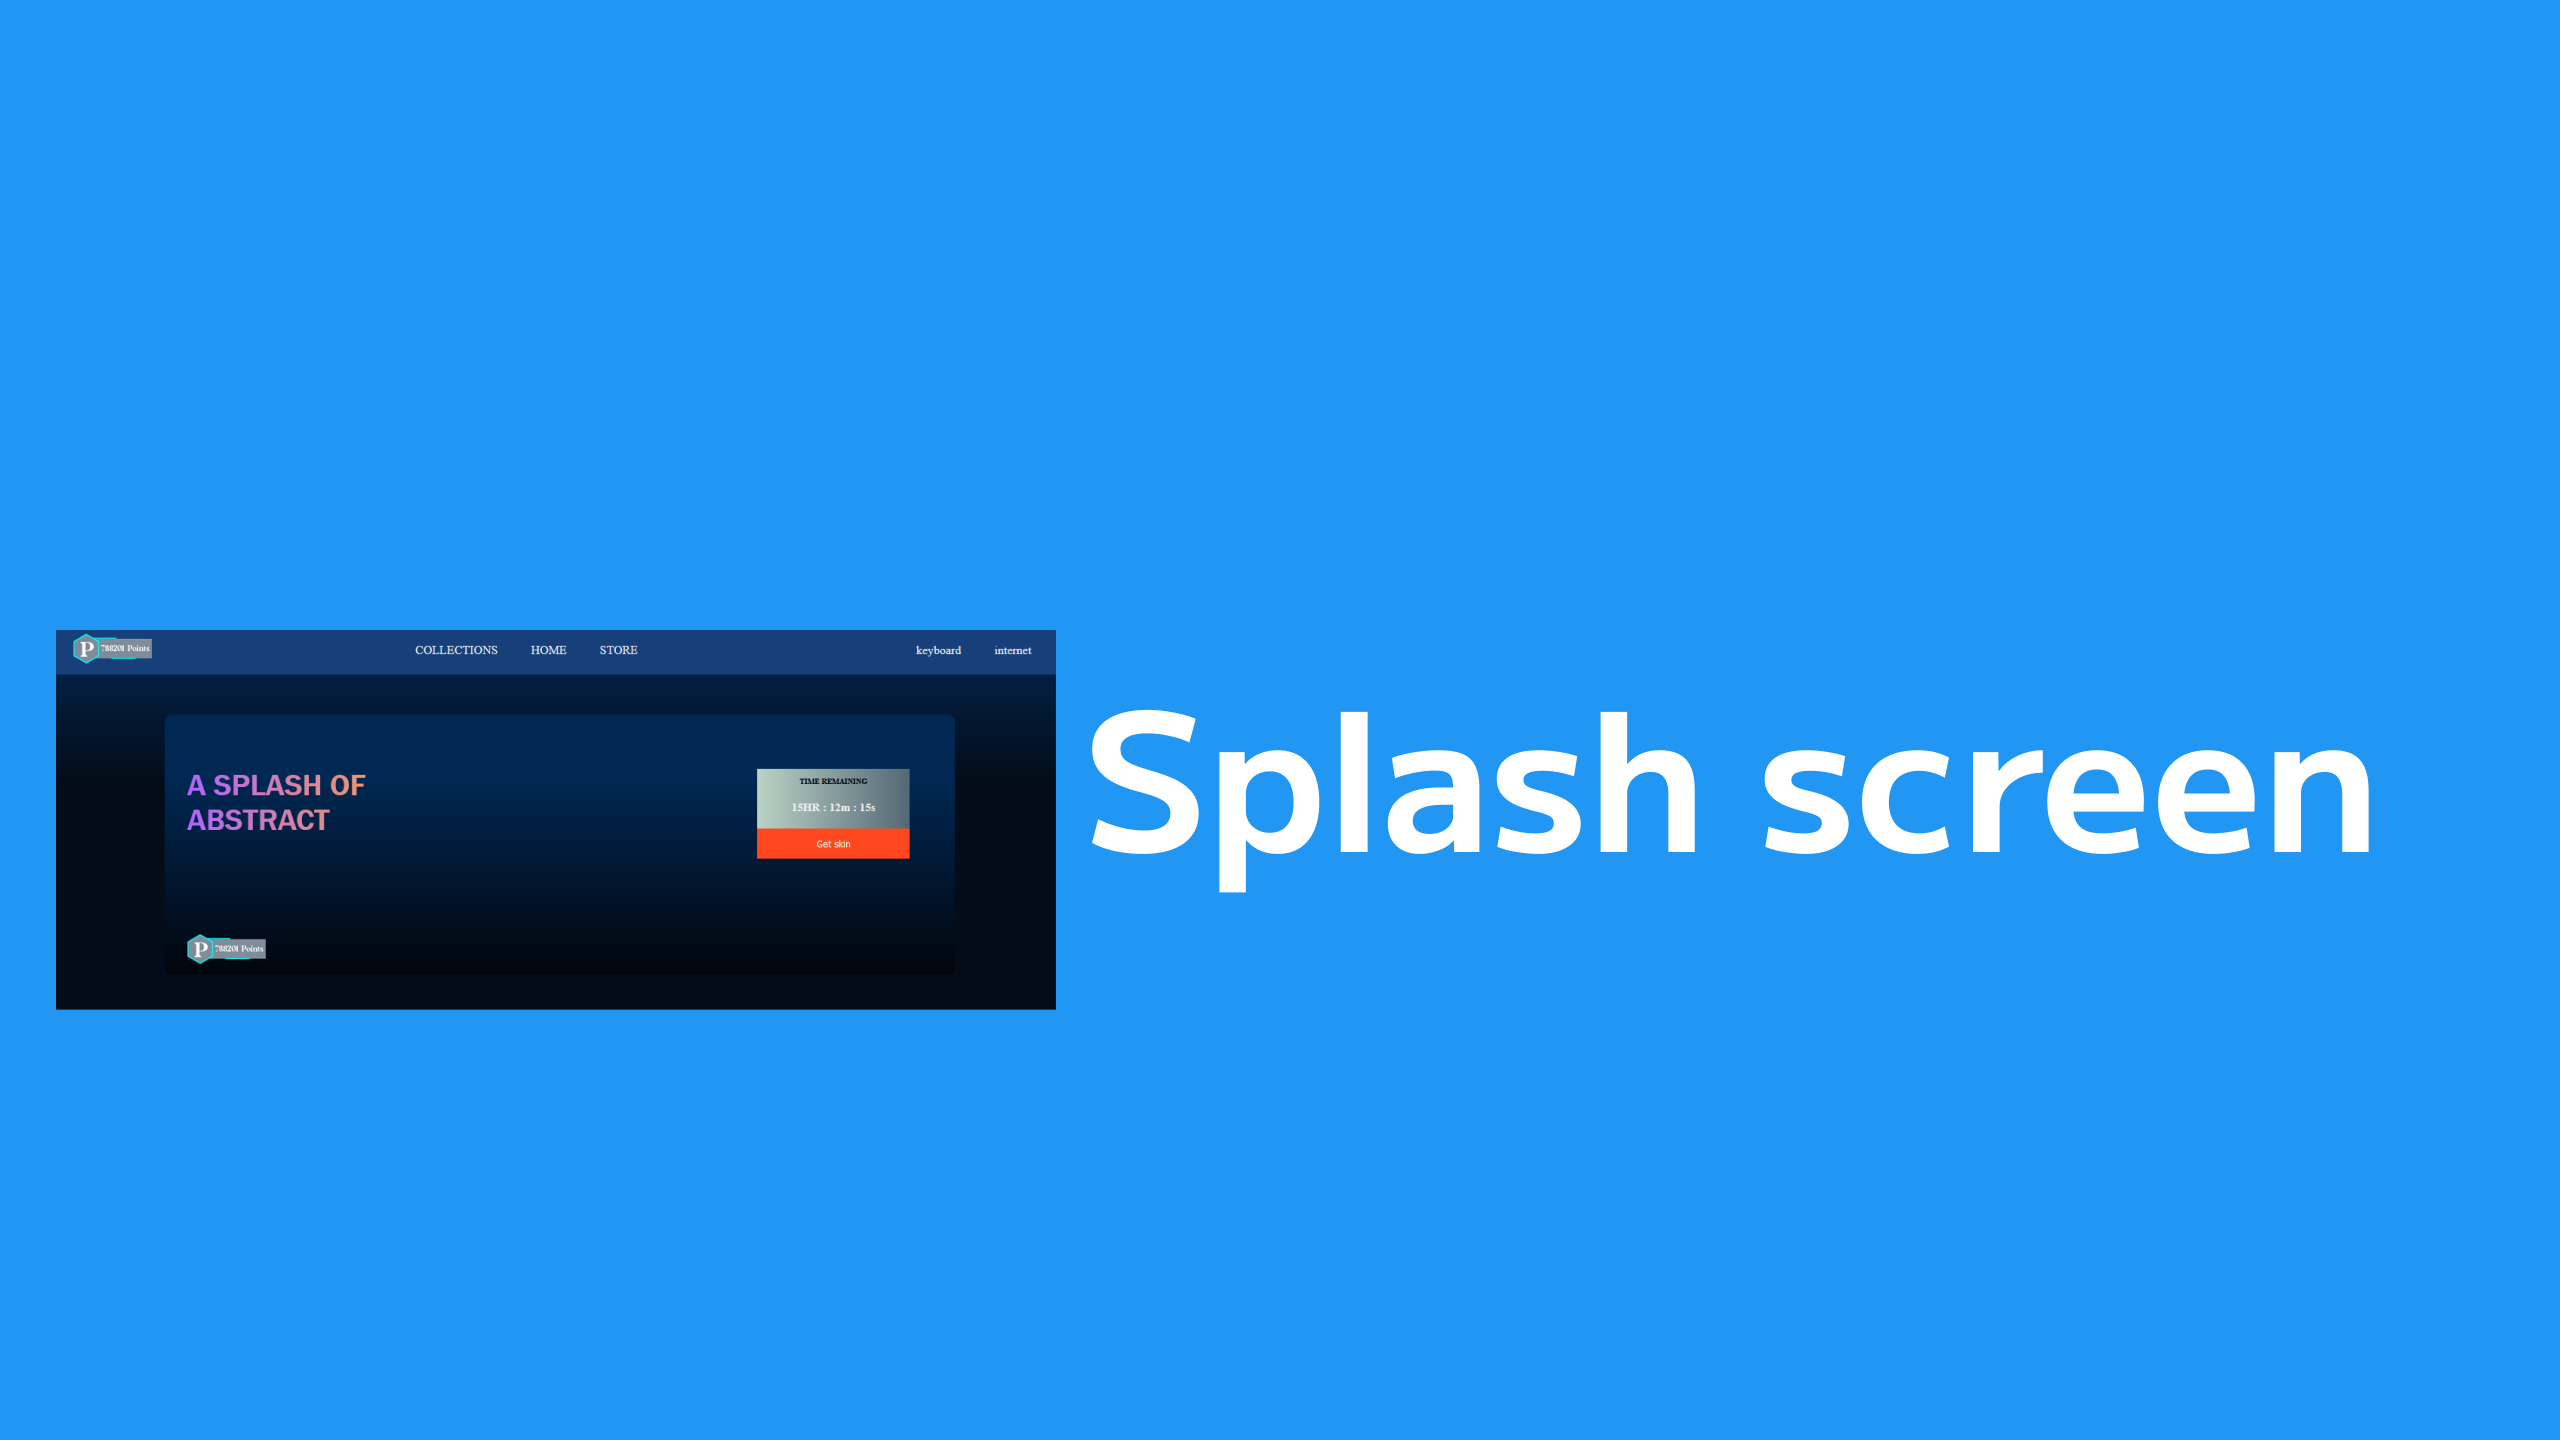 P 788201 Points
COLLECTIONS HOME STORE
keyboard internet
A SPLASH OF
ABSTRACT
TIME REMAINING
15HR : 12m : 15s
Get skin
P 788201 Points
Splash screen